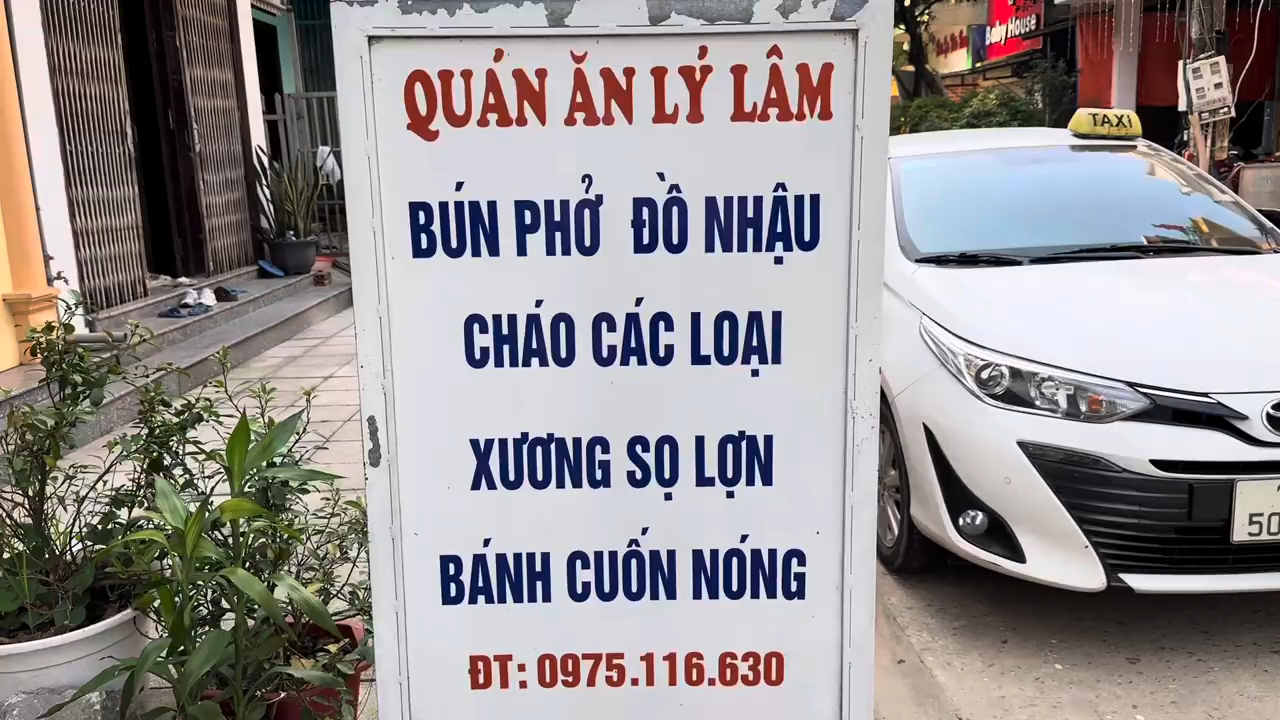 QUÁN ĂN LÝ LÂM
BÚN PHỞ ĐỒ NHẬU
CHÁO CÁC LOẠI
XƯƠNG SỌ LỢN
BÁNH CUỐN NÓNG
ĐT: 0975.116.630
TAXI
Baby House
50